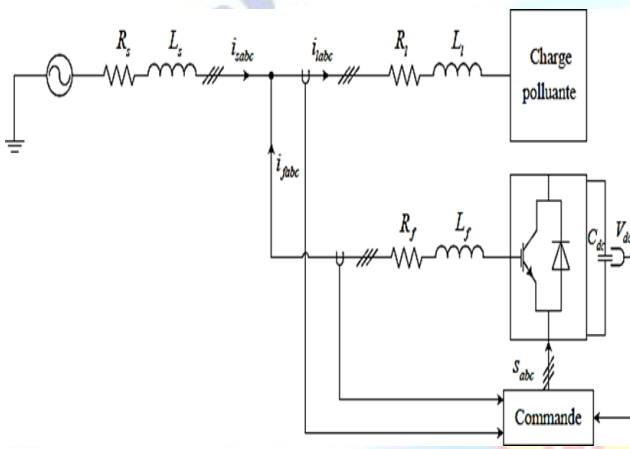 R_s
L_s
i_sabc
i_labc
R_l
L_l
Charge
polluante
i_fabc
R_f
L_f
C_dc
V_dc
s_abc
Commande